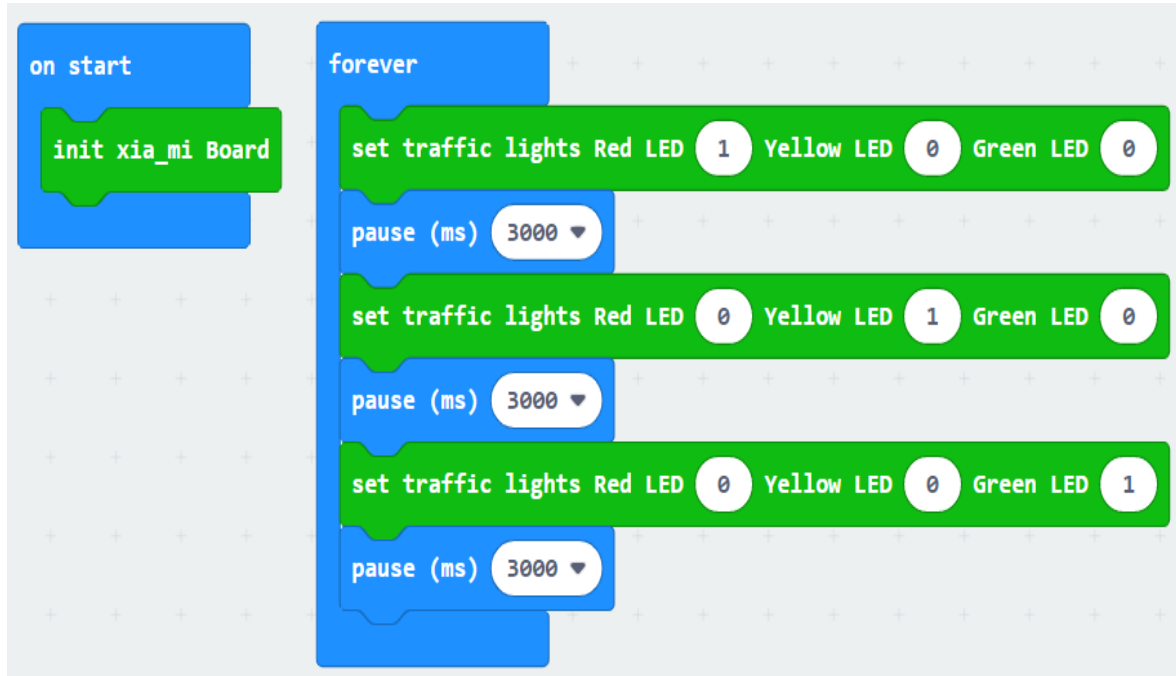 on start
init xia_mi Board
forever
set traffic lights Red LED 1 Yellow LED 0 Green LED 0
pause (ms) 3000
set traffic lights Red LED 0 Yellow LED 1 Green LED 0
pause (ms) 3000
set traffic lights Red LED 0 Yellow LED 0 Green LED 1
pause (ms) 3000